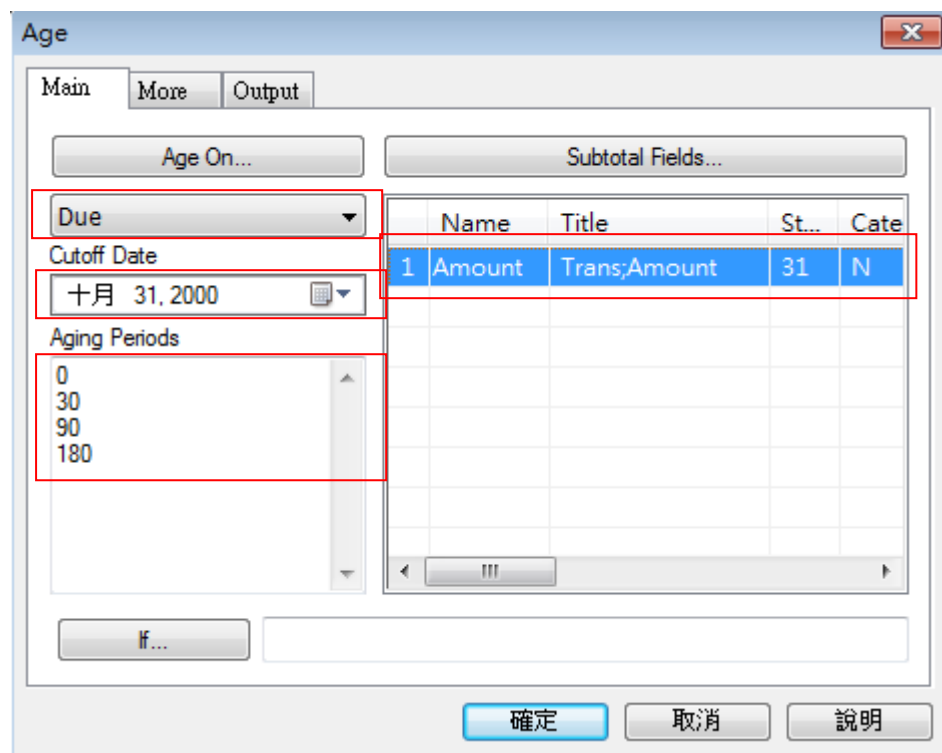 Age
Main More Output
Age On... Subtotal Fields...
Due
Name Title St... Cate
Cutoff Date
1 Amount Trans;Amount 31 N
十月 31, 2000
Aging Periods
0
30
90
180
If...
確定 取消 說明